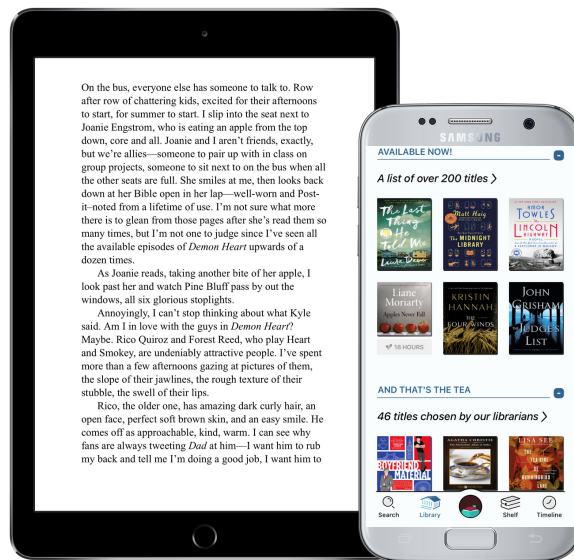 On the bus, everyone else has someone to talk to. Row
after row of chattering kids, excited for their afternoons
to start, for summer to start. I slip into the seat next to
Joanie Engstrom, who is eating an apple from the top
down, core and all. Joanie and I aren't friends, exactly,
but we're allies—someone to pair up with in class on
group projects, someone to sit next to on the bus when all
the other seats are full. She smiles at me, then looks back
down at her Bible open in her lap—well-worn and Post-
it–noted from a lifetime of use. I'm not sure what more
there is to glean from those pages after she's read them so
many times, but I'm not one to judge since I've seen all
the available episodes of Demon Heart upwards of a
dozen times.
As Joanie reads, taking another bite of her apple, I
look past her and watch Pine Bluff pass by out the
windows, all six glorious stoplights.
Annoyingly, I can't stop thinking about what Kyle
said. Am I in love with the guys in Demon Heart?
Maybe. Rico Quiroz and Forest Reed, who play Heart
and Smokey, are undeniably attractive people. I've spent
more than a few afternoons gazing at pictures of them,
the slope of their jawlines, the rough texture of their
stubble, the swell of their lips.
Rico, the older one, has amazing dark curly hair, an
open face, perfect soft brown skin, and an easy smile. He
comes off as approachable, kind, warm. I can see why
fans are always tweeting Dad at him—I want him to rub
my back and tell me I'm doing a good job, I want him to
SAMSUNG
AVAILABLE NOW!
A list of over 200 titles >
The Last
Thing
He
Told Me
Laura Dave
Matt Haig
The MIDNIGHT
LIBRARY
AMOR
TOWLES
The
LINCOLN
HIGHWAY
A NOVEL
Liane
Moriarty
Apples Never Fall
16 HOURS
KRISTIN
HANNAH
THE
FOUR WINDS
JOHN
GRISHAM
THE
JUDGE'S
LIST
AND THAT'S THE TEA
46 titles chosen by our librarians >
BOYFRIEND
MATERIAL
AGATHA CHRISTIE
LISA SEE
THE
TEA GIRL
OF
HUMMINGBIRD
LANE
Search
Library
Shelf
Timeline